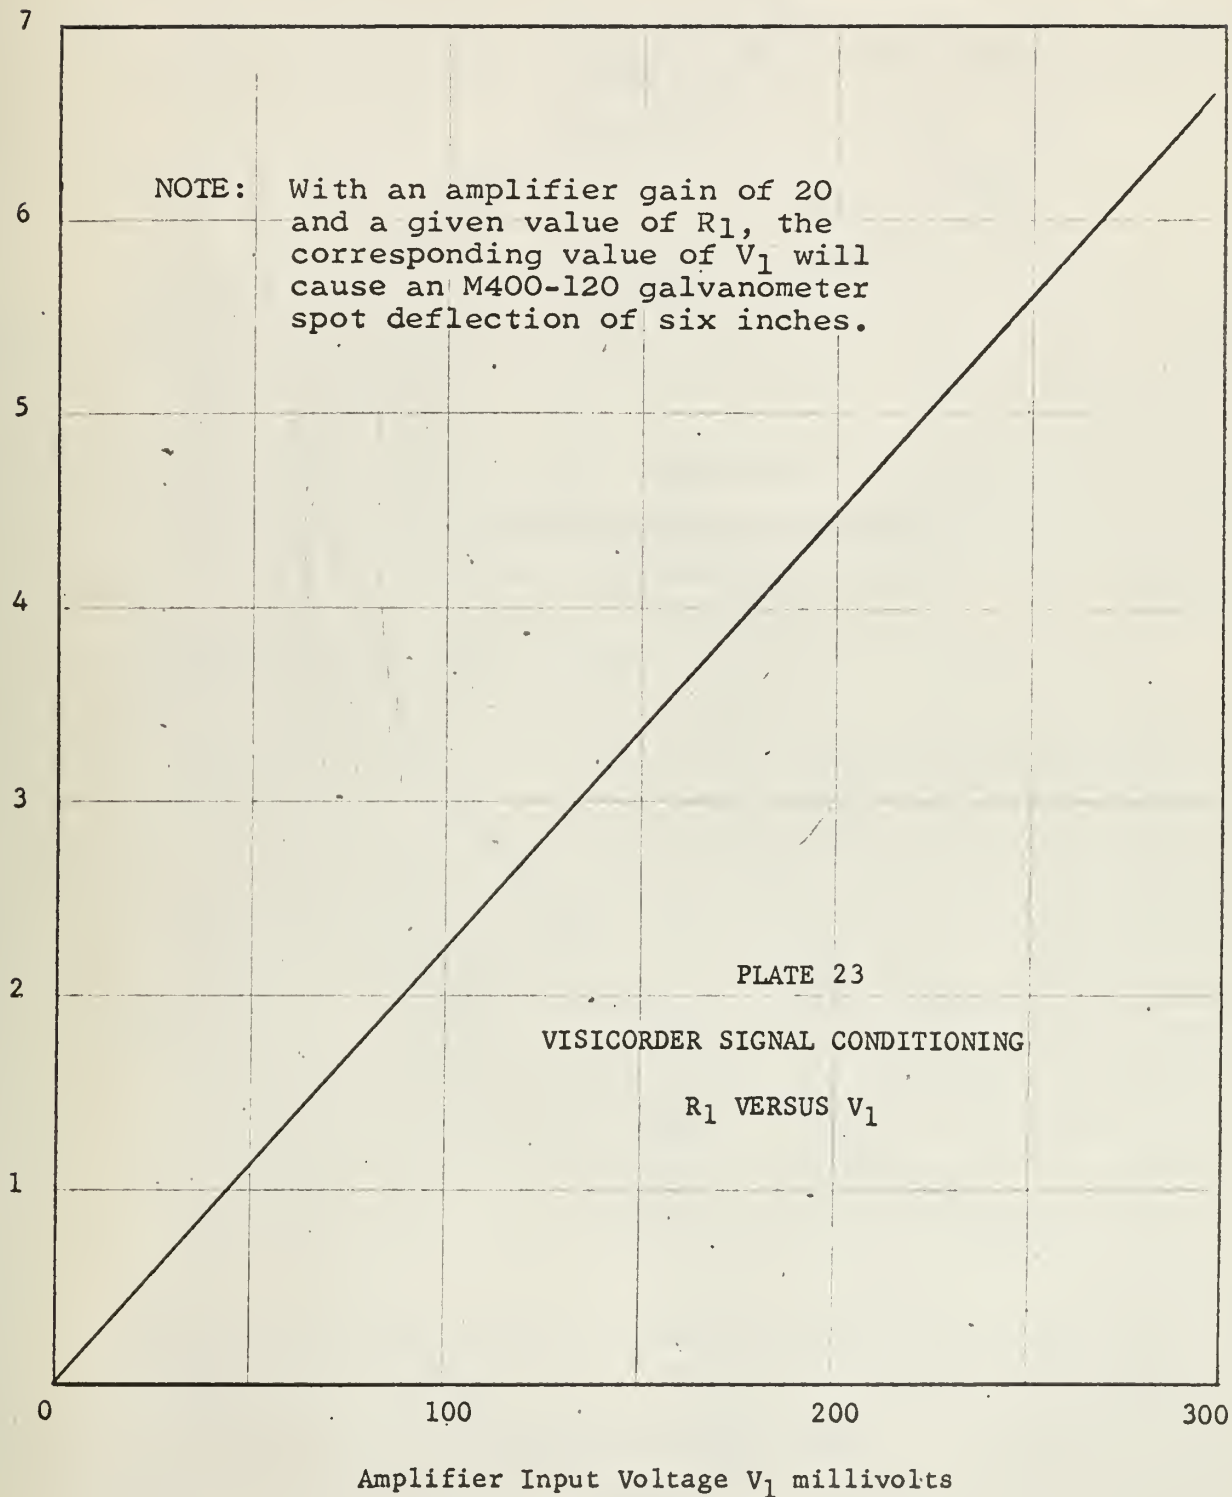 7
NOTE: With an amplifier gain of 20
and a given value of R1, the
corresponding value of V1 will
cause an M400-120 galvanometer
spot deflection of six inches.
6
5
4
3
2
1
PLATE 23
VISICORDER SIGNAL CONDITIONING
R1 VERSUS V1
0 100 200 300
Amplifier Input Voltage V1 millivolts